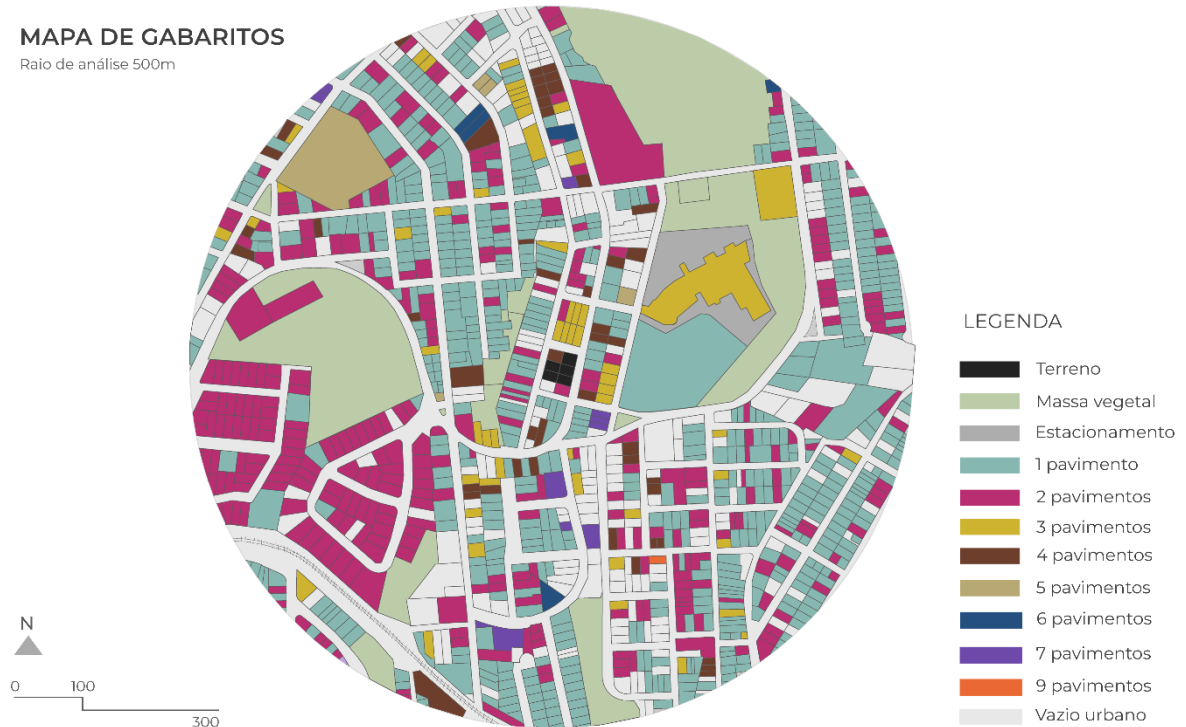 MAPA DE GABARITOS
Raio de análise 500m
LEGENDA
Terreno
Massa vegetal
Estacionamento
1 pavimento
2 pavimentos
3 pavimentos
4 pavimentos
5 pavimentos
6 pavimentos
7 pavimentos
9 pavimentos
Vazio urbano
N
0 100
300